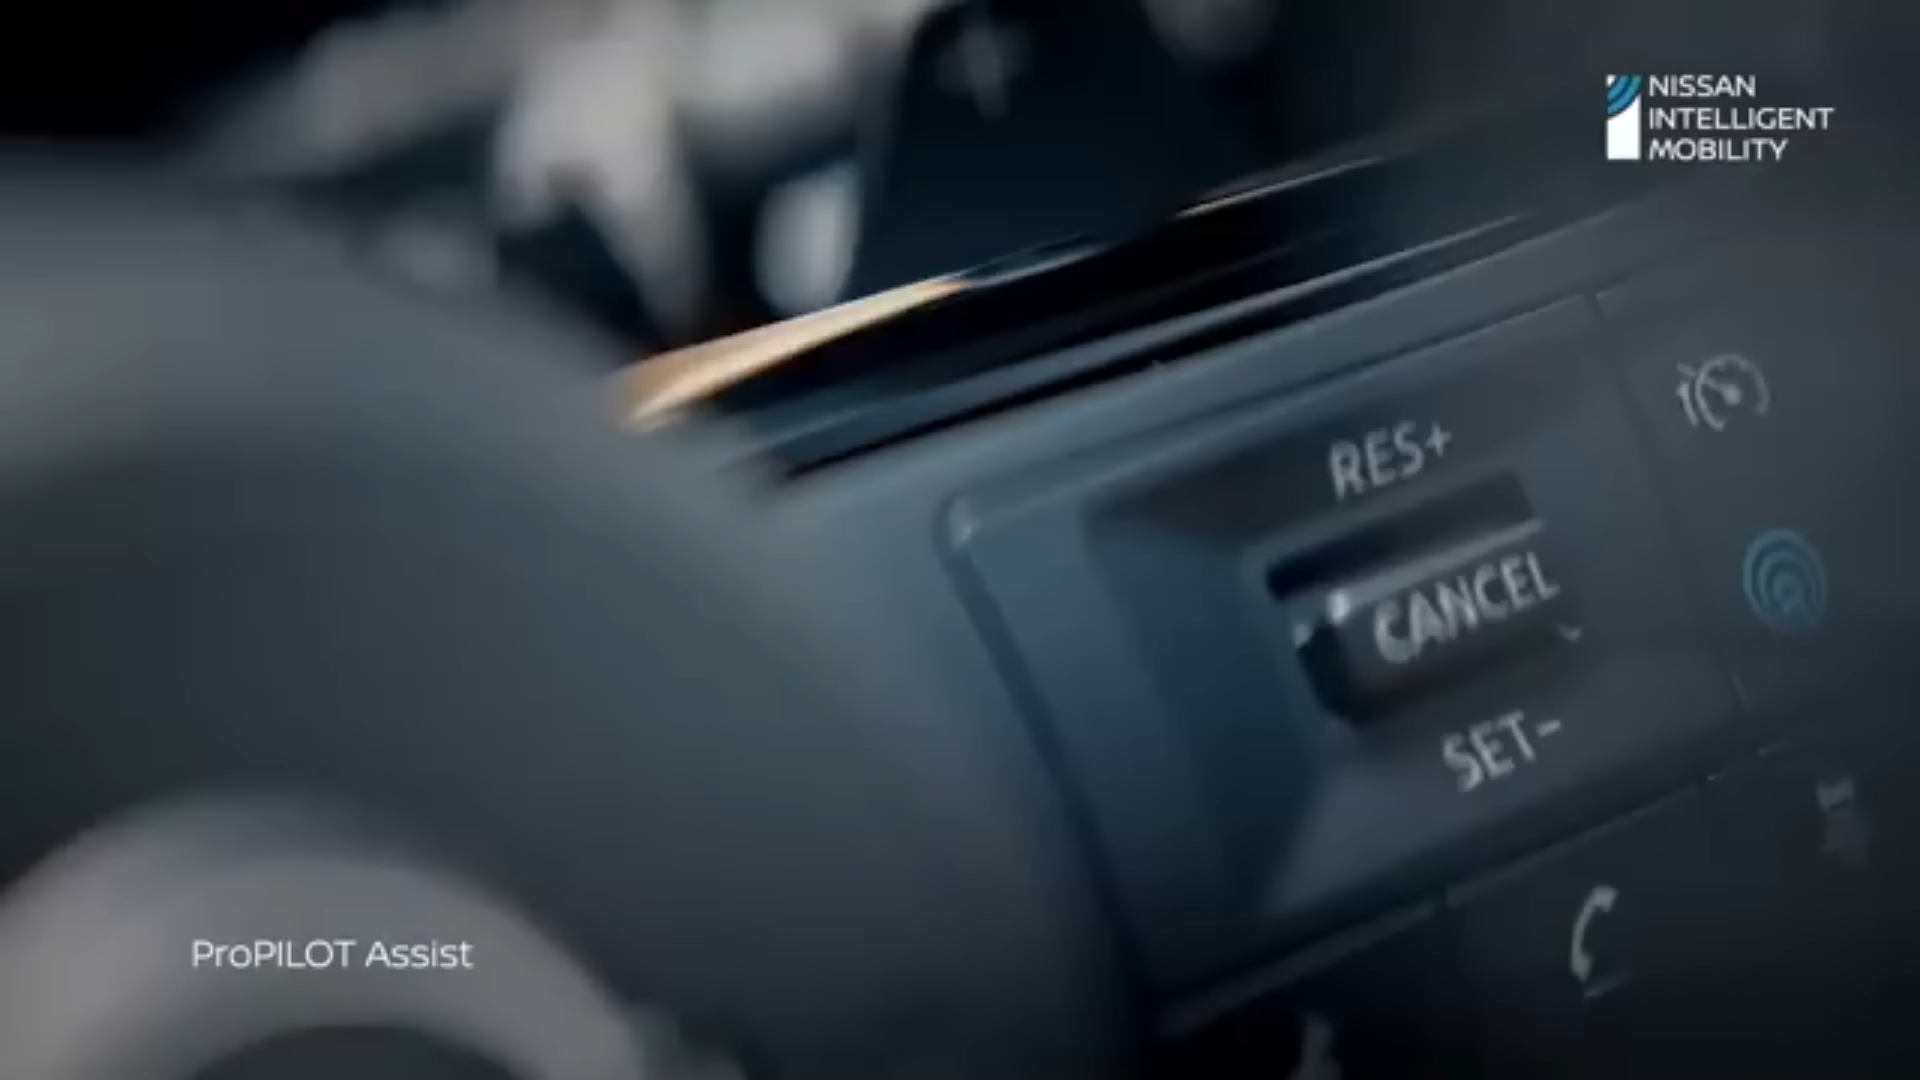 NISSAN
INTELLIGENT
MOBILITY
RES+
CANCEL
SET-
ProPILOT Assist